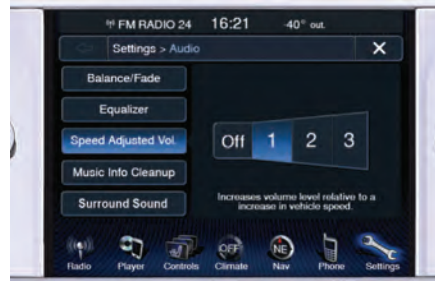 FM RADIO 24 16:21 -40° out.
Settings > Audio X
Balance/Fade
Equalizer
Speed Adjusted Vol.
Off 1 2 3
Music Info Cleanup
Surround Sound
Increases volume level relative to a
increase in vehicle speed.
OFF NE
Radio Player Controls Climate Nav Phone Settings